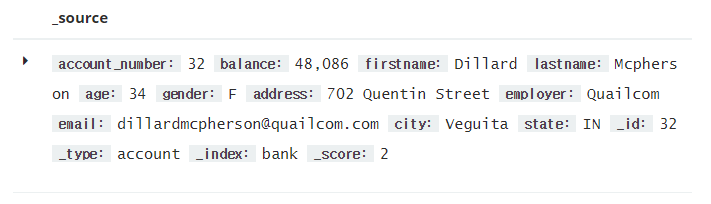 _source
account_number: 32 balance: 48,086 firstname: Dillard lastname: Mcphers
on age: 34 gender: F address: 702 Quentin Street employer: Quailcom
email: dillardmcpherson@quailcom.com city: Veguita state: IN _id: 32
_type: account _index: bank _score: 2